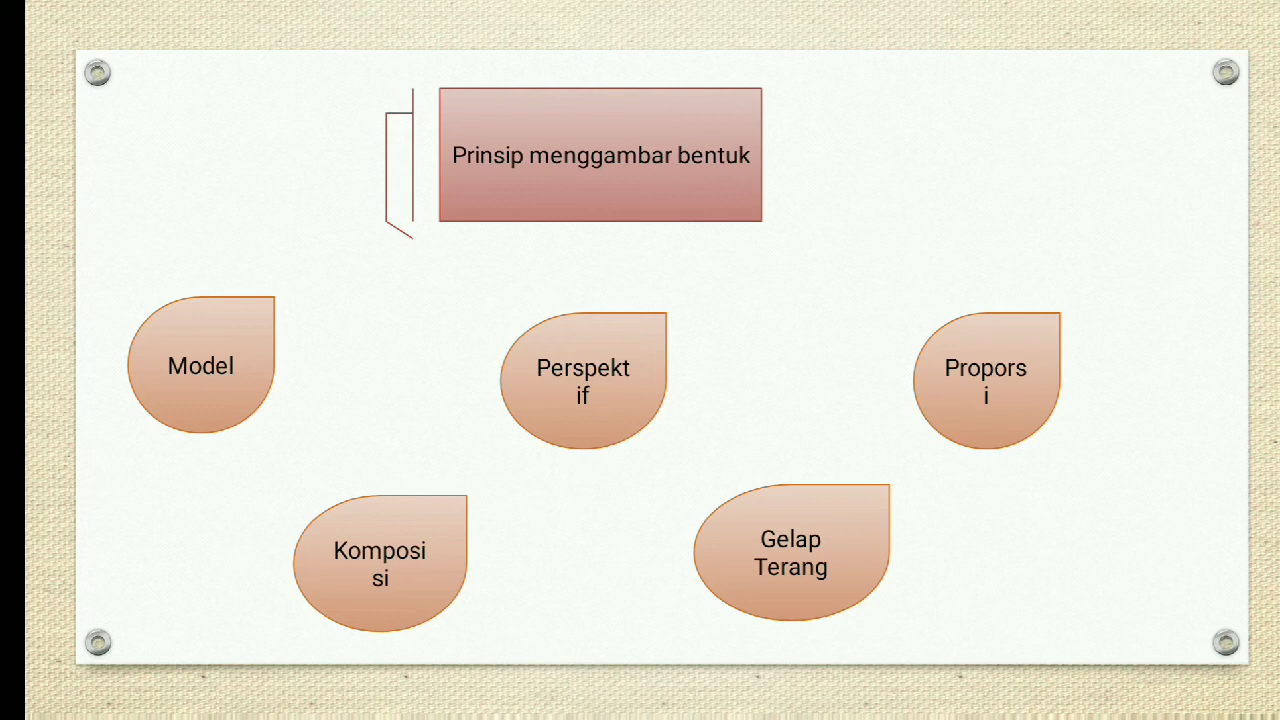 Prinsip menggambar bentuk
Model
Perspekt
if
Propors
i
Komposi
si
Gelap
Terang